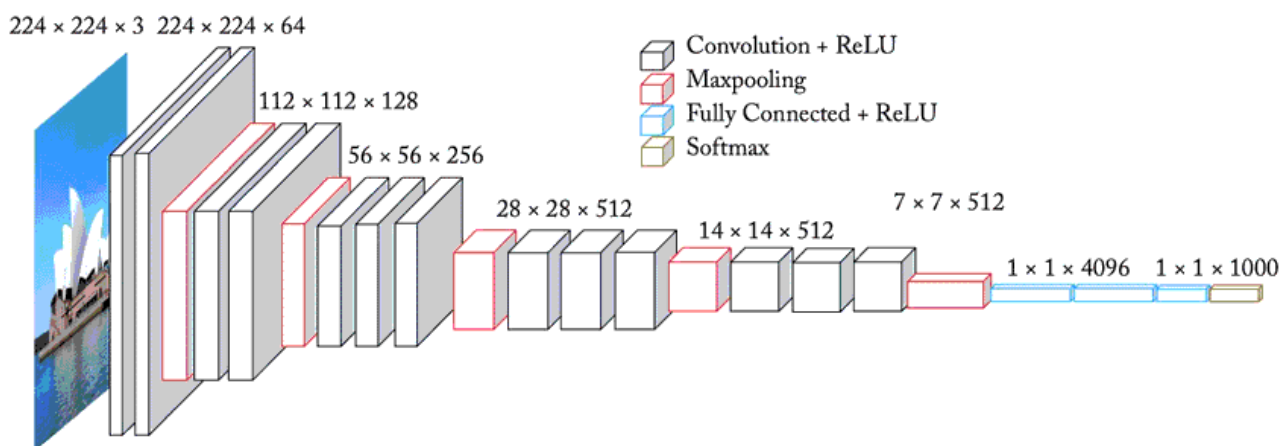 224 × 224 × 3
224 × 224 × 64
112 × 112 × 128
56 × 56 × 256
28 × 28 × 512
14 × 14 × 512
7 × 7 × 512
1 × 1 × 4096
1 × 1 × 1000
Convolution + ReLU
Maxpooling
Fully Connected + ReLU
Softmax